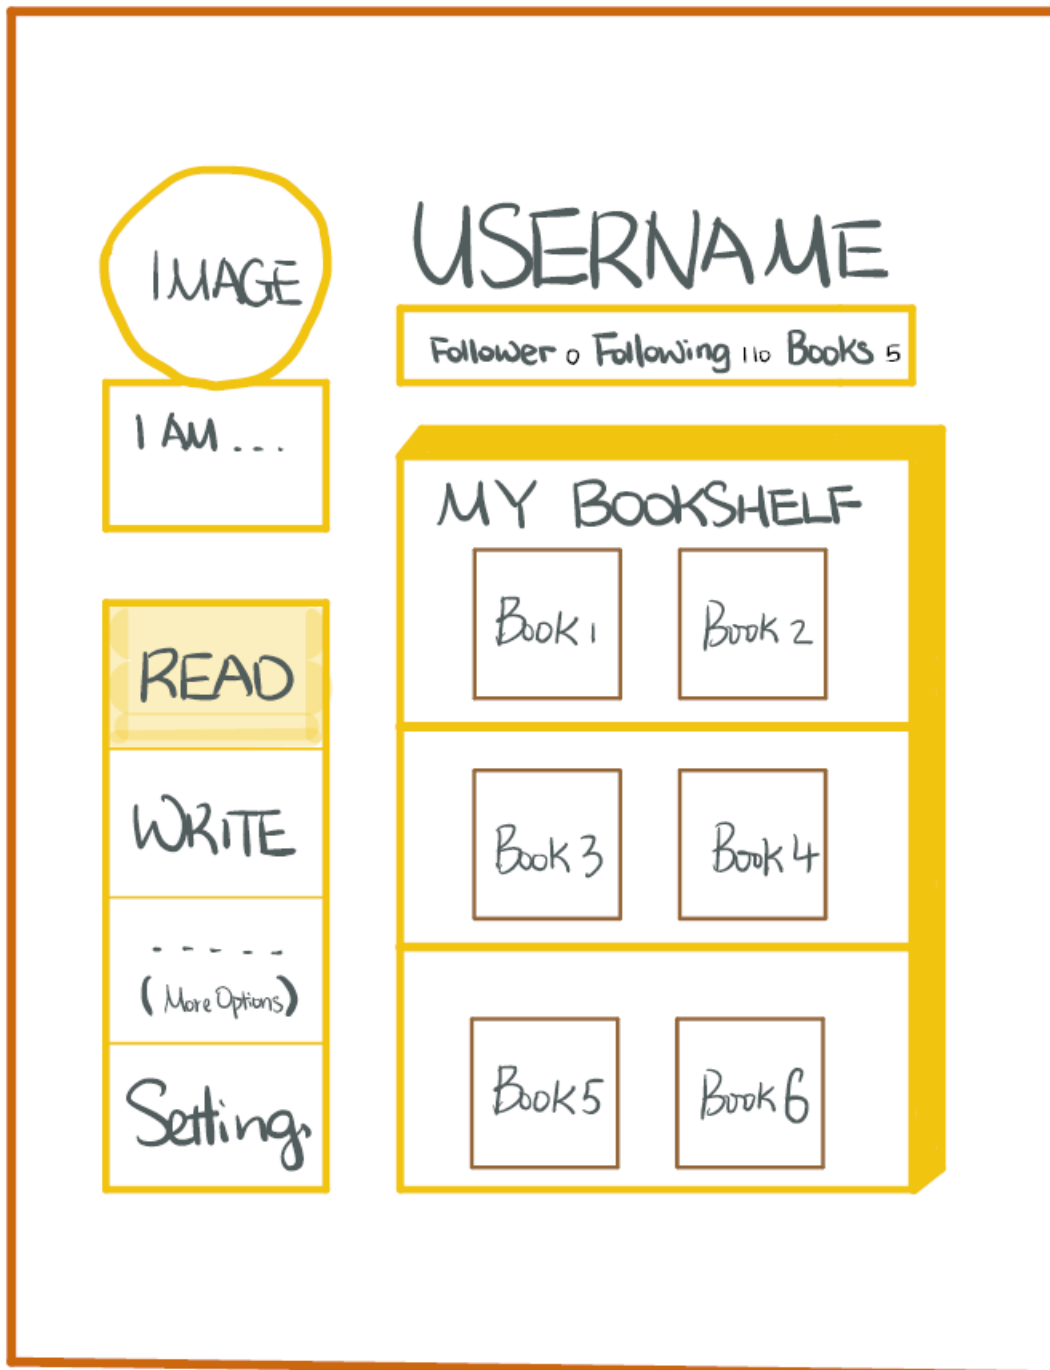 IMAGE
I AM ...
READ
WRITE
-----
(More Options)
Setting
USERNAME
Follower 0 Following 110 Books 5
MY BOOKSHELF
Book 1 Book 2
Book 3 Book 4
Book 5 Book 6